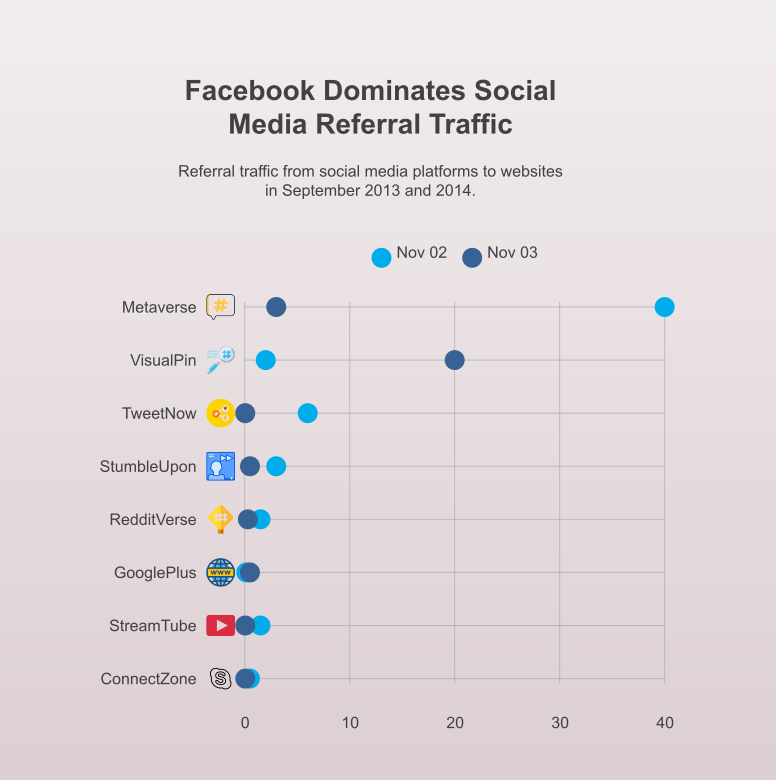 Facebook Dominates Social
Media Referral Traffic
Referral traffic from social media platforms to websites
in September 2013 and 2014.
Nov 02 Nov 03
Metaverse #
VisualPin #
TweetNow
StumbleUpon
RedditVerse
GooglePlus WWW
StreamTube
ConnectZone S
0 10 20 30 40